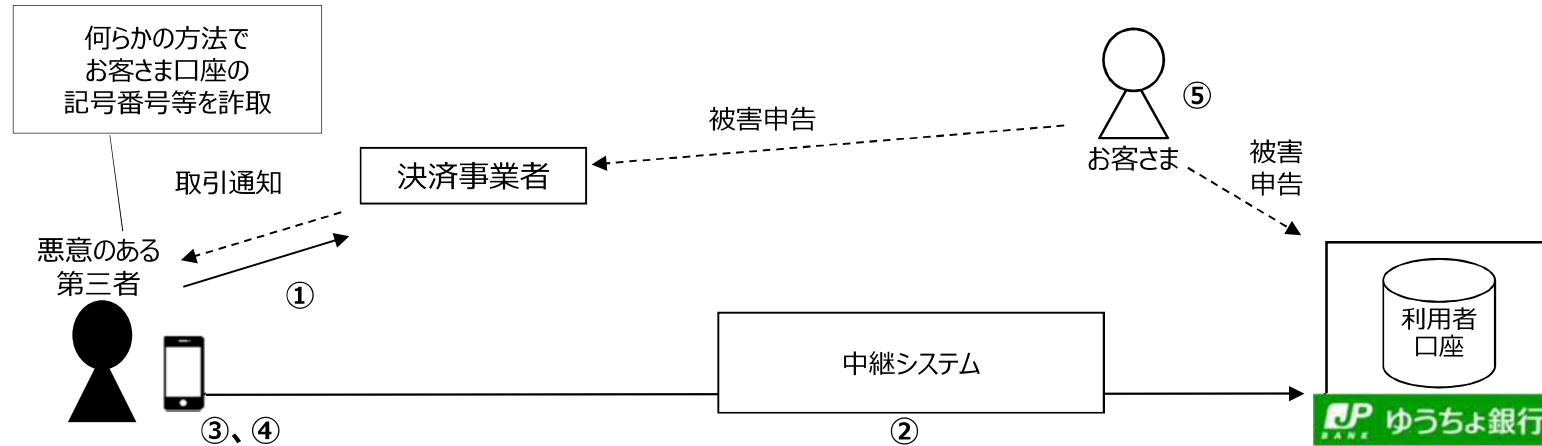 何らかの方法で
お客さま口座の
記号番号等を詐取
⑤
被害申告
お客さま
被害
申告
決済事業者
取引通知
悪意のある
第三者
①
利用者
口座
中継システム
JP
BANK
ゆうちょ銀行
③、④
②